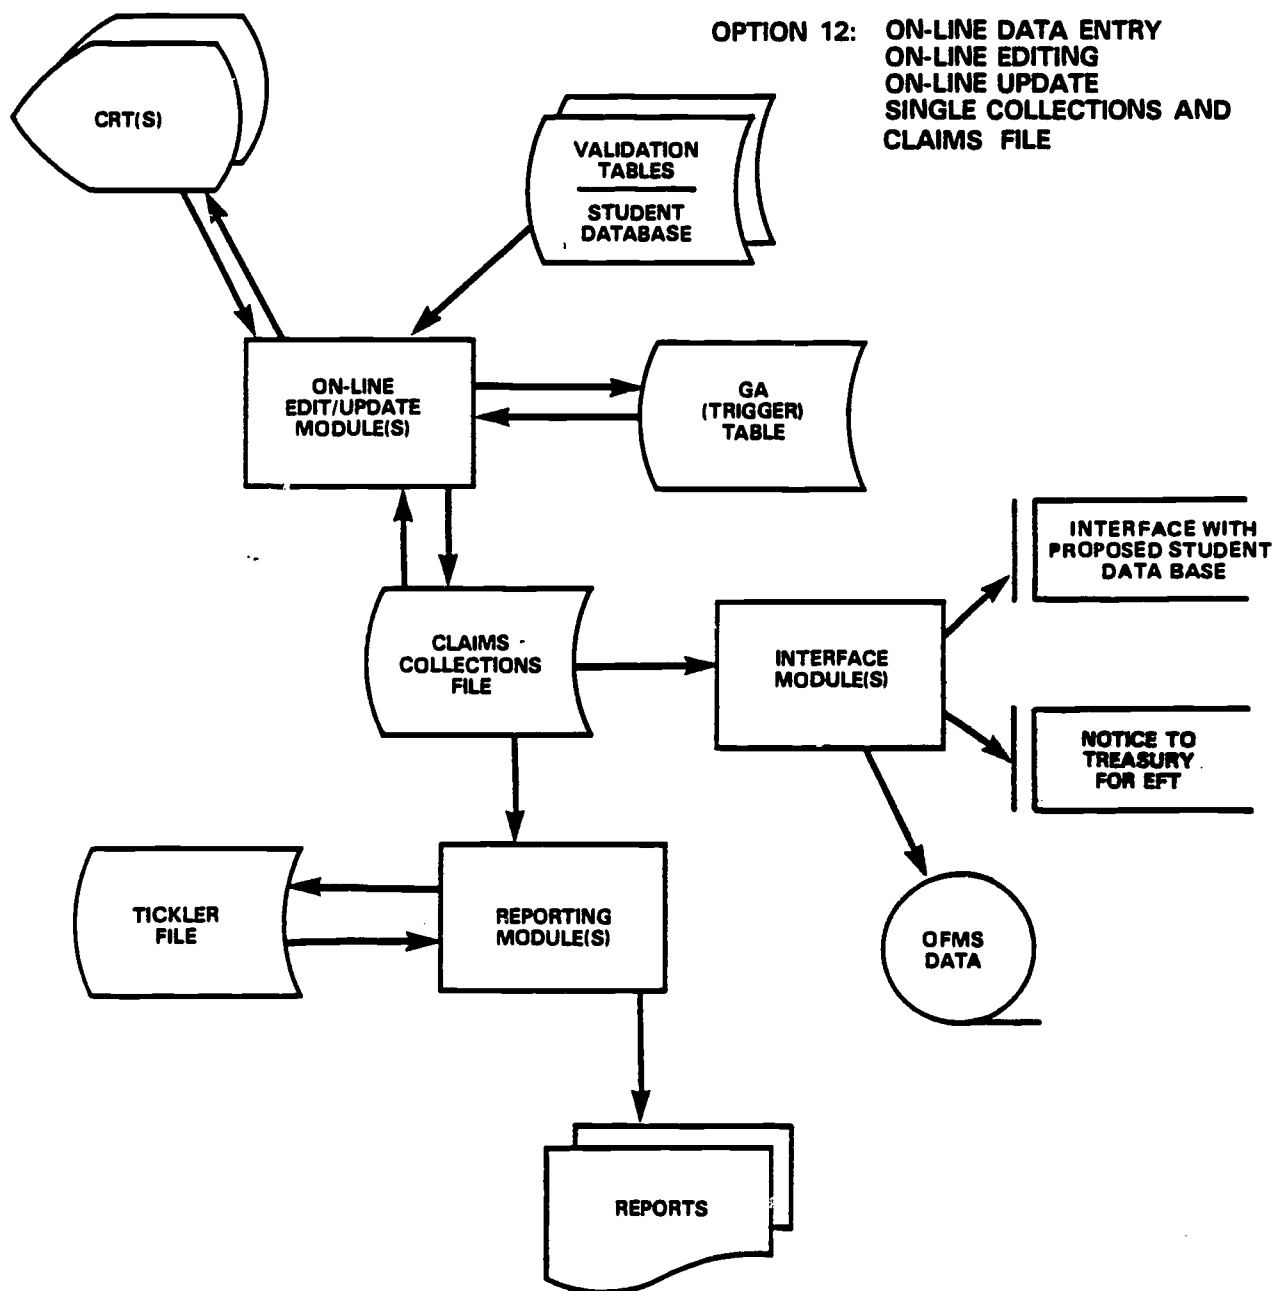 OPTION 12: ON-LINE DATA ENTRY
ON-LINE EDITING
ON-LINE UPDATE
SINGLE COLLECTIONS AND
CLAIMS FILE
CRT(S)
VALIDATION
TABLES
STUDENT
DATABASE
ON-LINE
EDIT/UPDATE
MODULE(S)
GA
(TRIGGER)
TABLE
INTERFACE WITH
PROPOSED STUDENT
DATA BASE
CLAIMS
COLLECTIONS
FILE
INTERFACE
MODULE(S)
NOTICE TO
TREASURY
FOR EFT
TICKLER
FILE
REPORTING
MODULE(S)
OFMS
DATA
REPORTS